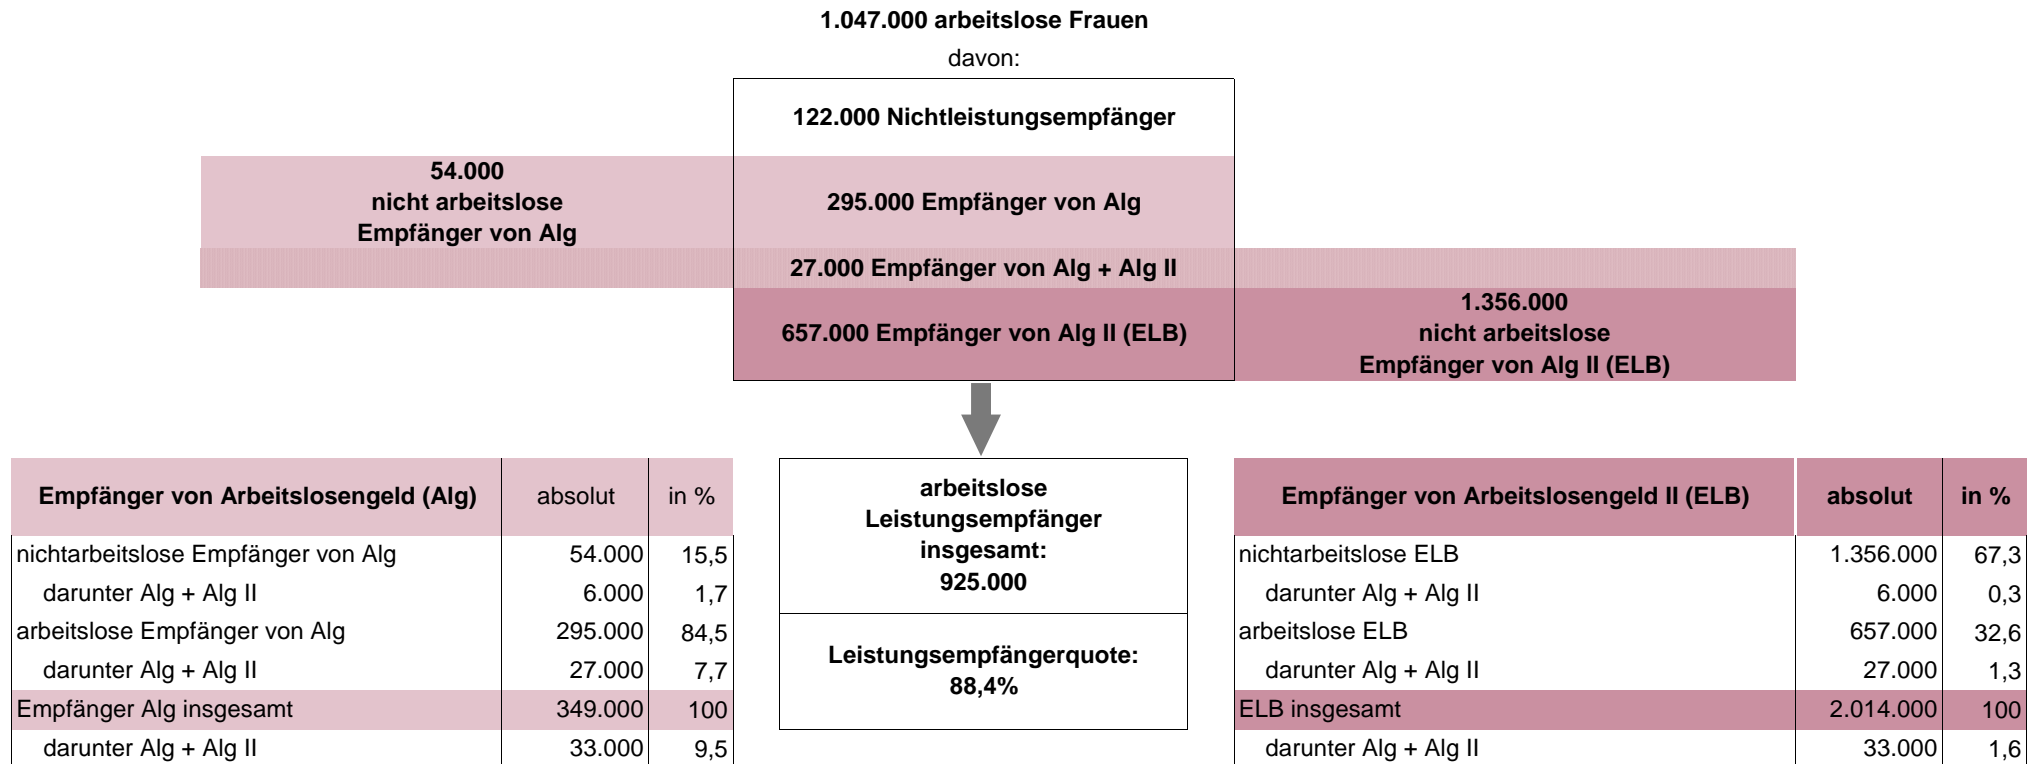 1.047.000 arbeitslose Frauen
davon:
122.000 Nichtleistungsempfänger
54.000
nicht arbeitslose
Empfänger von Alg
295.000 Empfänger von Alg
27.000 Empfänger von Alg + Alg II
657.000 Empfänger von Alg II (ELB)
1.356.000
nicht arbeitslose
Empfänger von Alg II (ELB)
Empfänger von Arbeitslosengeld (Alg) absolut in %
nichtarbeitslose Empfänger von Alg 54.000 15,5
darunter Alg + Alg II 6.000 1,7
arbeitslose Empfänger von Alg 295.000 84,5
darunter Alg + Alg II 27.000 7,7
Empfänger Alg insgesamt 349.000 100
darunter Alg + Alg II 33.000 9,5
arbeitslose
Leistungsempfänger
insgesamt:
925.000
Leistungsempfängerquote:
88,4%
Empfänger von Arbeitslosengeld II (ELB) absolut in %
nichtarbeitslose ELB 1.356.000 67,3
darunter Alg + Alg II 6.000 0,3
arbeitslose ELB 657.000 32,6
darunter Alg + Alg II 27.000 1,3
ELB insgesamt 2.014.000 100
darunter Alg + Alg II 33.000 1,6